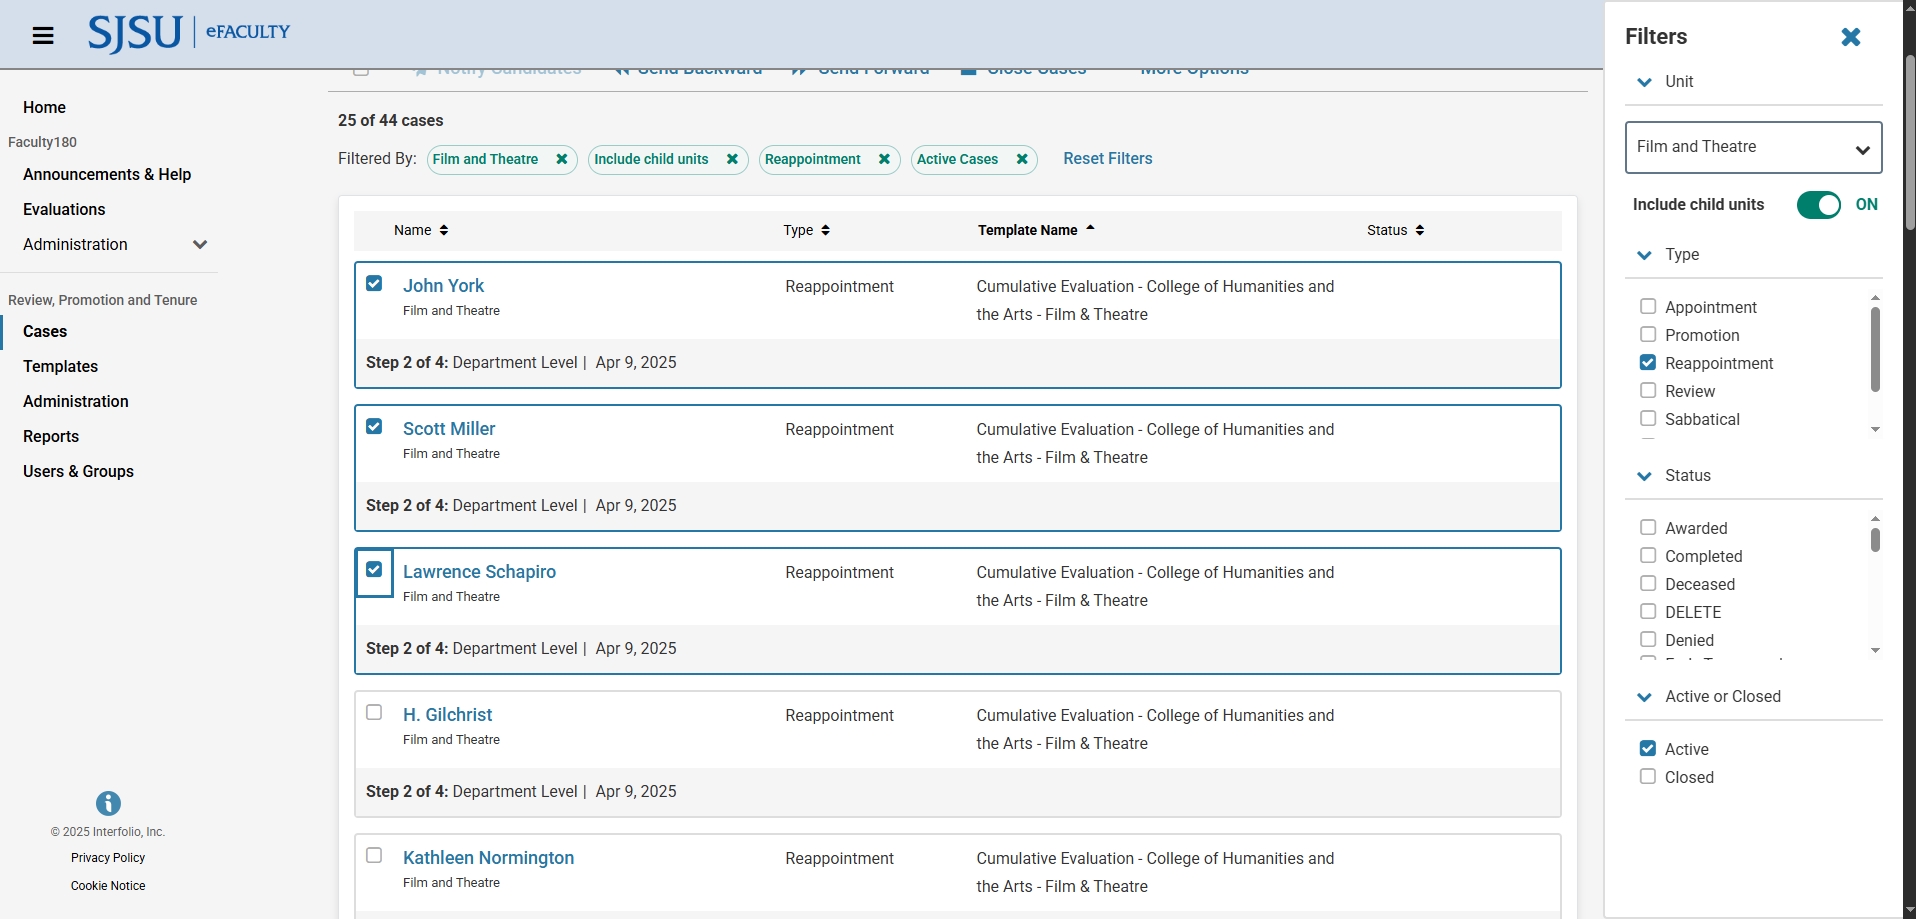 SJSU | eFACULTY
Notify Candidates
Send Backward
Send Forward
Close Cases
More Options
Home
Faculty180
Announcements & Help
Evaluations
Administration
Review, Promotion and Tenure
Cases
Templates
Administration
Reports
Users & Groups
© 2025 Interfolio, Inc.
Privacy Policy
Cookie Notice
25 of 44 cases
Filtered By: Film and Theatre Include child units Reappointment Active Cases Reset Filters
Name Type Template Name Status
John York Reappointment Cumulative Evaluation - College of Humanities and
Film and Theatre the Arts - Film & Theatre
Step 2 of 4: Department Level | Apr 9, 2025
Scott Miller Reappointment Cumulative Evaluation - College of Humanities and
Film and Theatre the Arts - Film & Theatre
Step 2 of 4: Department Level | Apr 9, 2025
Lawrence Schapiro Reappointment Cumulative Evaluation - College of Humanities and
Film and Theatre the Arts - Film & Theatre
Step 2 of 4: Department Level | Apr 9, 2025
H. Gilchrist Reappointment Cumulative Evaluation - College of Humanities and
Film and Theatre the Arts - Film & Theatre
Step 2 of 4: Department Level | Apr 9, 2025
Kathleen Normington Reappointment Cumulative Evaluation - College of Humanities and
Film and Theatre the Arts - Film & Theatre
Filters
Unit
Film and Theatre
Include child units ON
Type
Appointment
Promotion
Reappointment
Review
Sabbatical
Status
Awarded
Completed
Deceased
DELETE
Denied
Active or Closed
Active
Closed